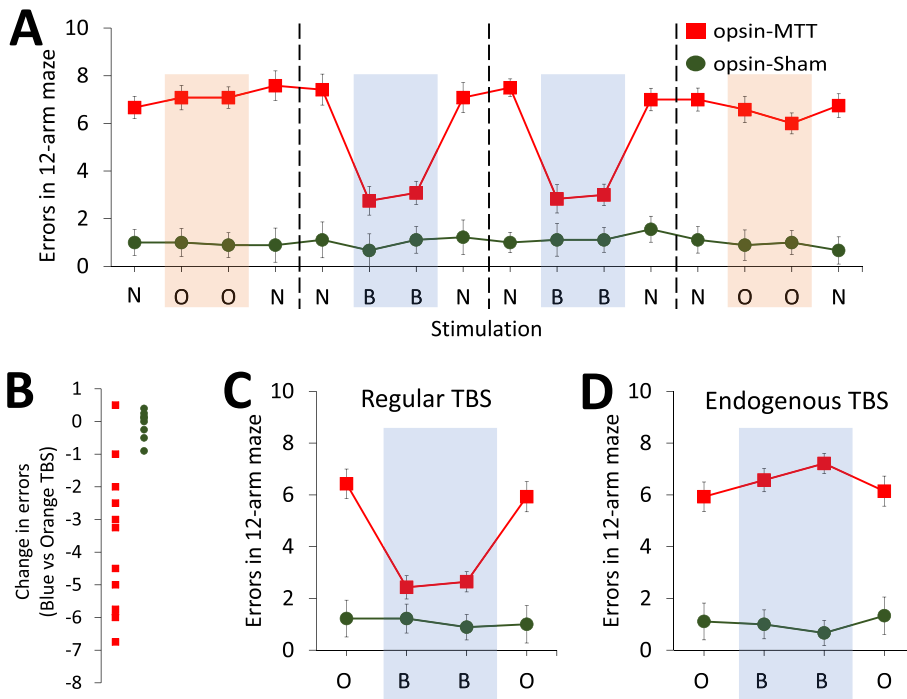 A
10
8
6
4
2
0
Errors in 12-arm maze
opsin-MTT
opsin-Sham
N O O N N B B N N B B N N O O N
Stimulation
B
1
0
-1
-2
-3
-4
-5
-6
-7
-8
Change in errors
(Blue vs Orange TBS)
C
Regular TBS
10
8
6
4
2
0
Errors in 12-arm maze
O B B O
D
Endogenous TBS
10
8
6
4
2
0
Errors in 12-arm maze
O B B O